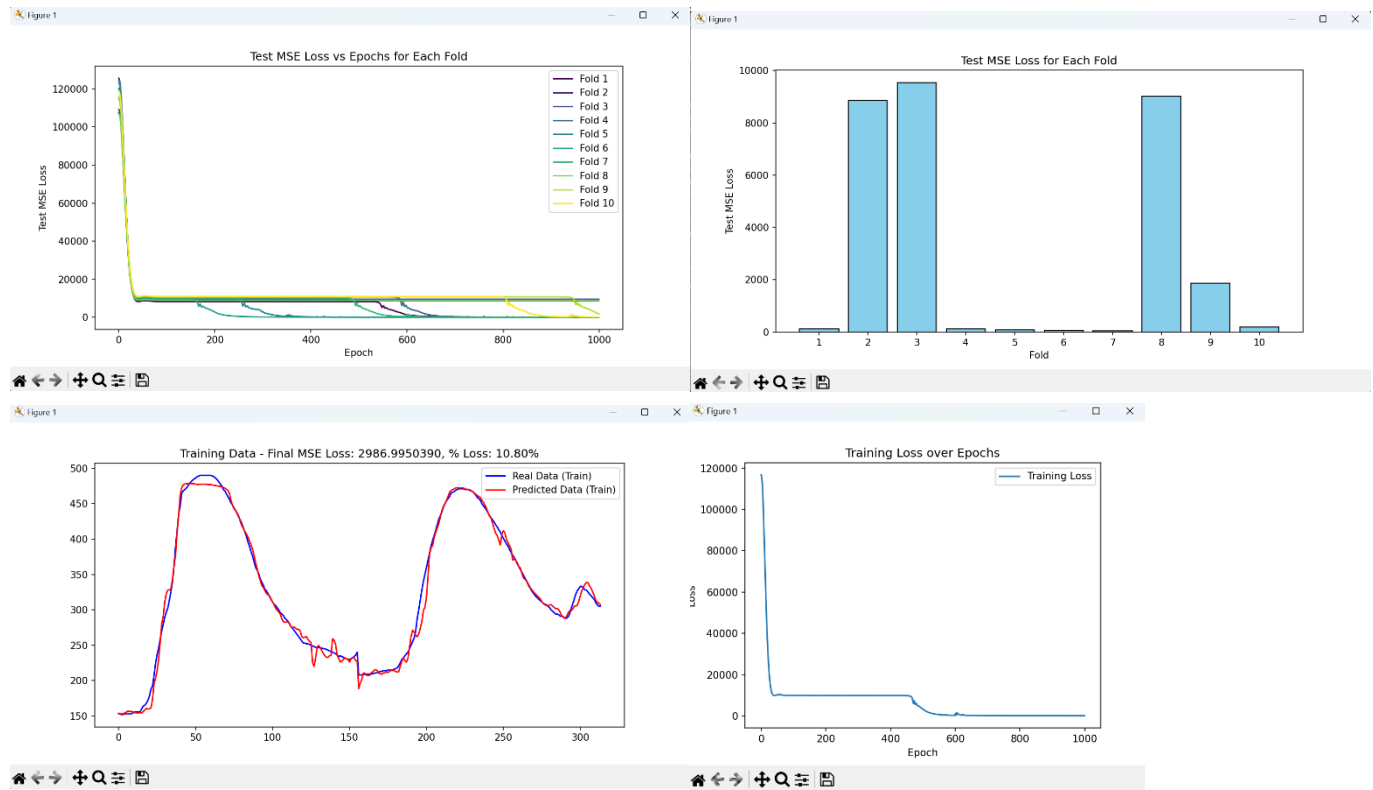 Figure 1
Test MSE Loss vs Epochs for Each Fold
Test MSE Loss
120000
100000
80000
60000
40000
20000
0
0 200 400 600 800 1000
Epoch
Fold 1
Fold 2
Fold 3
Fold 4
Fold 5
Fold 6
Fold 7
Fold 8
Fold 9
Fold 10
Figure 1
Test MSE Loss for Each Fold
Test MSE Loss
10000
8000
6000
4000
2000
0
1 2 3 4 5 6 7 8 9 10
Fold
Figure 1
Training Data - Final MSE Loss: 2986.9950390, % Loss: 10.80%
500
450
400
350
300
250
200
150
0 50 100 150 200 250 300
Real Data (Train)
Predicted Data (Train)
Figure 1
Training Loss over Epochs
Loss
120000
100000
80000
60000
40000
20000
0
0 200 400 600 800 1000
Epoch
Training Loss